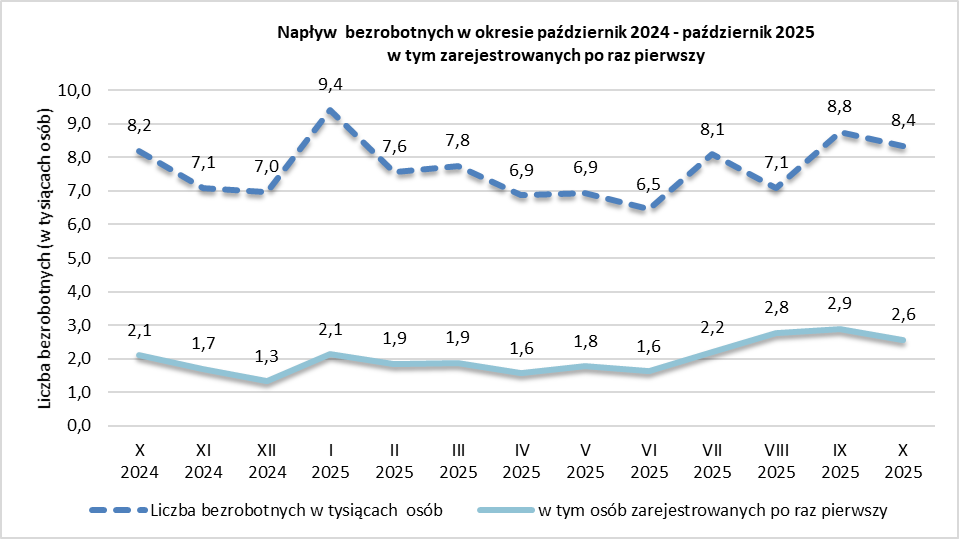 Napływ bezrobotnych w okresie październik 2024 - październik 2025
w tym zarejestrowanych po raz pierwszy
Liczba bezrobotnych (w tysiącach osób)
10,0
9,0
8,0
7,0
6,0
5,0
4,0
3,0
2,0
1,0
0,0
8,2 7,1 7,0 9,4 7,6 7,8 6,9 6,9 6,5 8,1 7,1 8,8 8,4
2,1 1,7 1,3 2,1 1,9 1,9 1,6 1,8 1,6 2,2 2,8 2,9 2,6
X XI XII I II III IV V VI VII VIII IX X
2024 2024 2024 2025 2025 2025 2025 2025 2025 2025 2025 2025 2025
Liczba bezrobotnych w tysiącach osób w tym osób zarejestrowanych po raz pierwszy